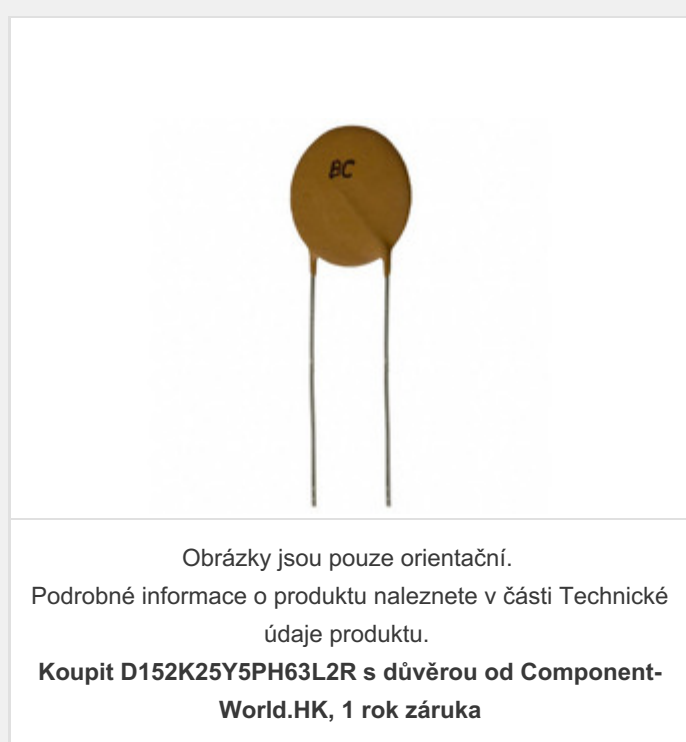 BC
Obrázky jsou pouze orientační.
Podrobné informace o produktu naleznete v části Technické
údaje produktu.
Koupit D152K25Y5PH63L2R s důvěrou od Component-
World.HK, 1 rok záruka